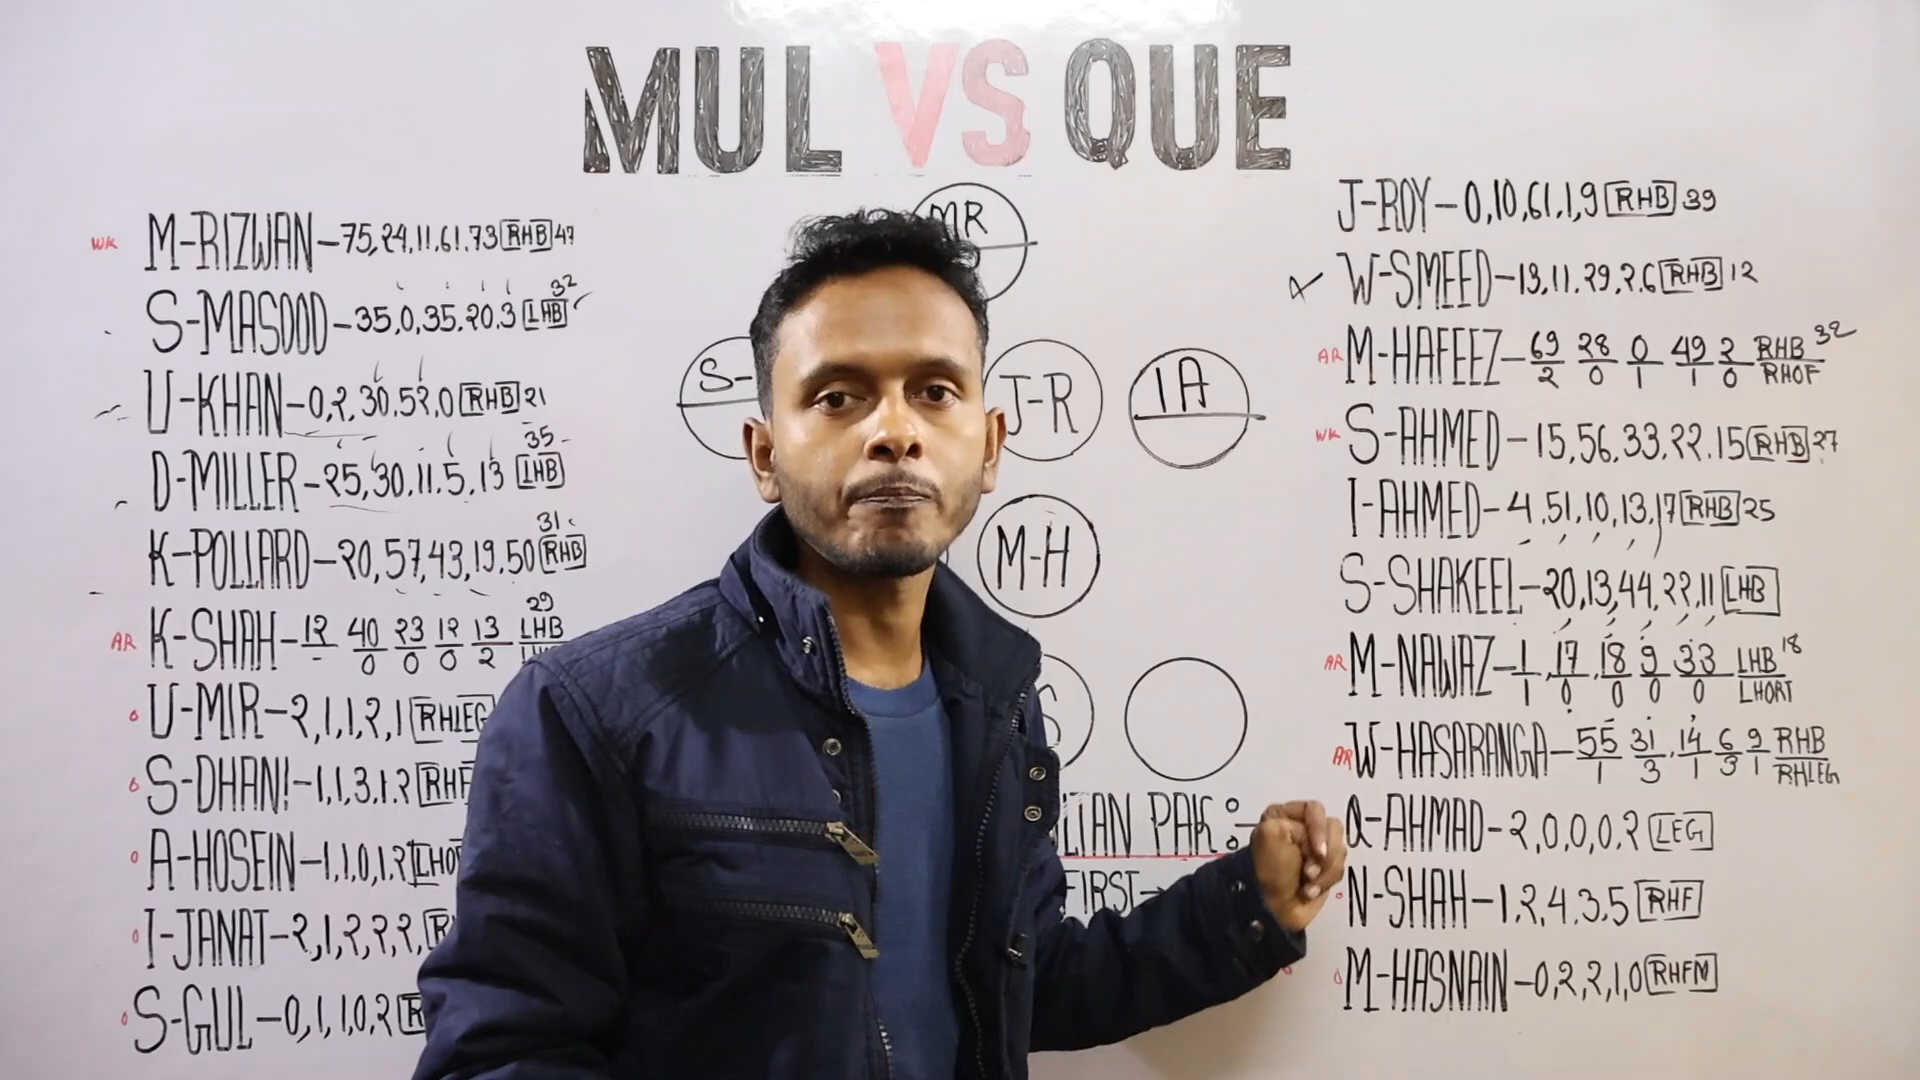 MUL VS QUE
WK M-RIZWAN-75,24,11,61,73 RHB 47
S-MASOOD-35,0,35,20,3 LHB 32
U-KHAN-0,2,30,52,0 RHB 21
D-MILLER-25,30,11,5,13 LHB 35
K-POLLARD-20,57,43,19,50 RHB 31
AR K-SHAH-12/- 40/0 23/0 12/0 13/2 LHB 29
U-MIR-2,1,1,2,1 RHLEG
S-DHANI-1,1,3,1,2
A-HOSEIN-1,1,0,1,2
I-JANAT-2,1,2,2,2,
S-GUL-0,1,1,0,2
MR
S-
J-R
IA
M-H
PAK:-
FIRST→
J-ROY-0,10,61,1,9 RHB 39
W-SMEED-13,11,29,2,6 RHB 12
AR M-HAFEEZ-69/2 28/0 0/1 49/1 2/0 RHB/RHOF 32
WK S-AHMED-15,56,33,22,15 RHB 27
I-AHMED-4,51,10,13,17 RHB 25
S-SHAKEEL-20,13,44,22,11 LHB
AR M-NAWAZ-1/1,17/0,18/0 9/0 33/0 LHB/LHORT 18
AR W-HASARANGA-55/1 31/3 14/1 6/3 9/1 RHB/RHLEG
Q-AHMAD-2,0,0,0,2 LEG
N-SHAH-1,2,4,3,5 RHF
M-HASNAIN-0,2,2,1,0 RHFM